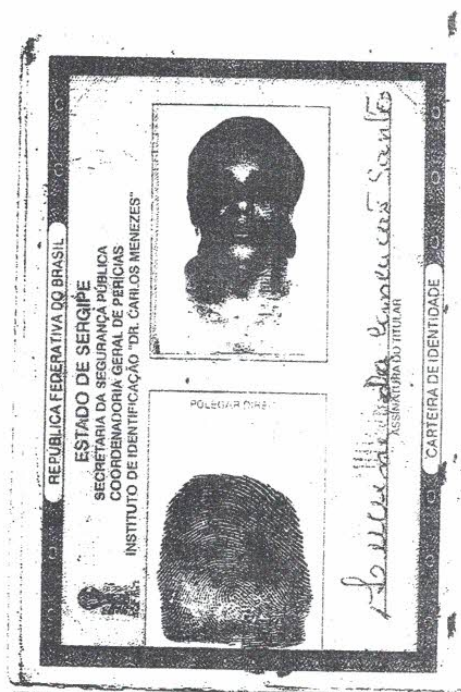 REPÚBLICA FEDERATIVA DO BRASIL
ESTADO DE SERGIPE
SECRETARIA DA SEGURANÇA PÚBLICA
COORDENADORIA GERAL DE PERÍCIAS
INSTITUTO DE IDENTIFICAÇÃO "DR. CARLOS MENEZES"
POLEGAR DIREI
ASSINATURA DO TITULAR
CARTEIRA DE IDENTIDADE